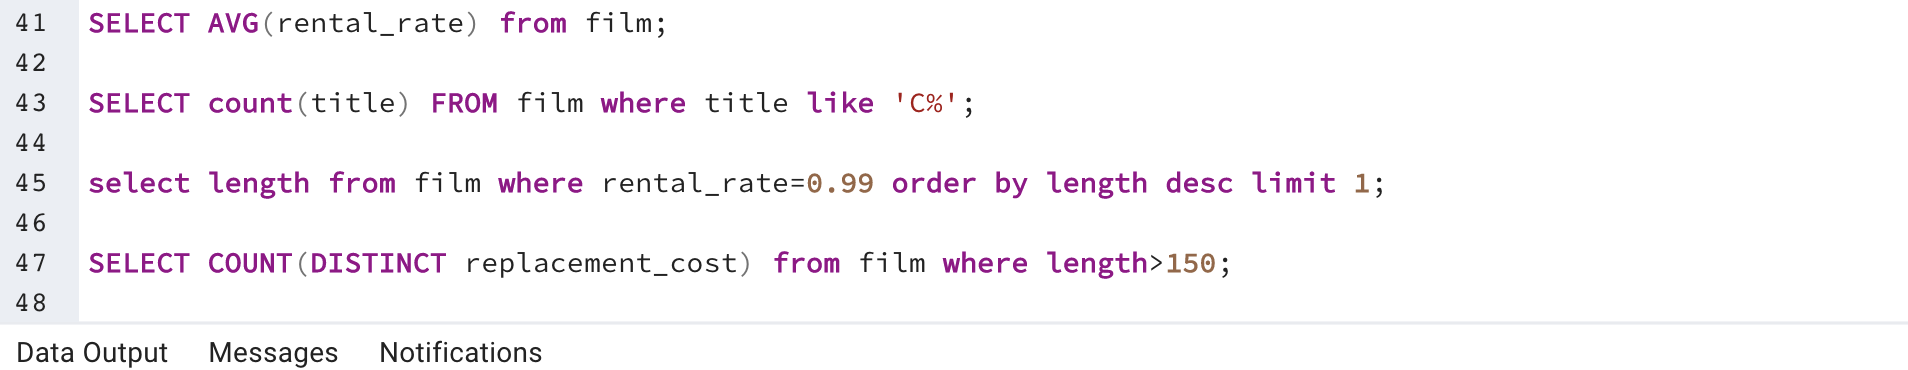 41 SELECT AVG(rental_rate) from film;
42
43 SELECT count(title) FROM film where title like 'C%';
44
45 select length from film where rental_rate=0.99 order by length desc limit 1;
46
47 SELECT COUNT(DISTINCT replacement_cost) from film where length>150;
48
Data Output Messages Notifications